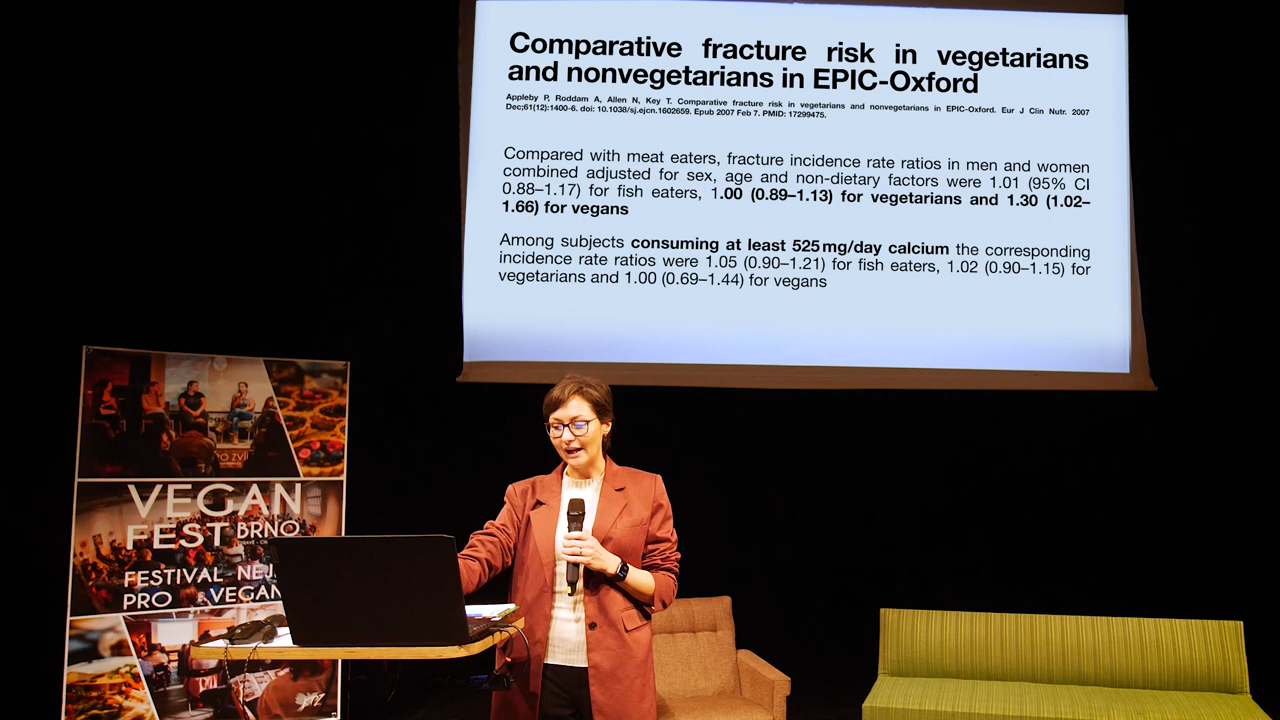 Comparative fracture risk in vegetarians
and nonvegetarians in EPIC-Oxford
Appleby P, Roddam A, Allen N, Key T. Comparative fracture risk in vegetarians and nonvegetarians in EPIC-Oxford. Eur J Clin Nutr. 2007
Dec;61(12):1400-6. doi: 10.1038/sj.ejcn.1602659. Epub 2007 Feb 7. PMID: 17299475.
Compared with meat eaters, fracture incidence rate ratios in men and women
combined adjusted for sex, age and non-dietary factors were 1.01 (95% CI
0.88–1.17) for fish eaters, 1.00 (0.89–1.13) for vegetarians and 1.30 (1.02–
1.66) for vegans
Among subjects consuming at least 525 mg/day calcium the corresponding
incidence rate ratios were 1.05 (0.90–1.21) for fish eaters, 1.02 (0.90–1.15) for
vegetarians and 1.00 (0.69–1.44) for vegans
VEGAN
FEST BRNO
FESTIVAL NEJ
PRO VEGAN